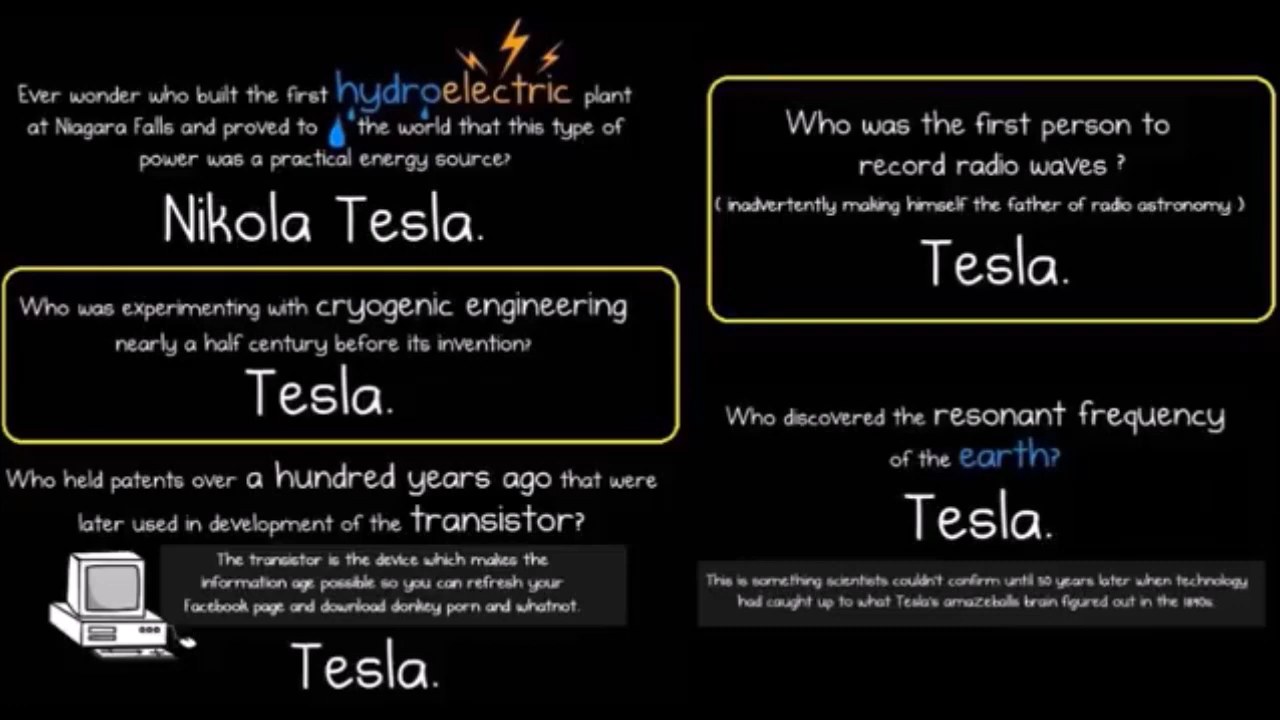 Ever wonder who built the first hydroelectric plant
at Niagara Falls and proved to the world that this type of
power was a practical energy source?
Nikola Tesla.
Who was experimenting with cryogenic engineering
nearly a half century before its invention?
Tesla.
Who held patents over a hundred years ago that were
later used in development of the transistor?
The transistor is the device which makes the
information age possible so you can refresh your
Facebook page and download donkey porn and whatnot.
Tesla.
Who was the first person to
record radio waves ?
( inadvertently making himself the father of radio astronomy )
Tesla.
Who discovered the resonant frequency
of the earth?
Tesla.
This is something scientists couldn't confirm until 50 years later when technology
had caught up to what Tesla's amazeballs brain figured out in the 1890s.